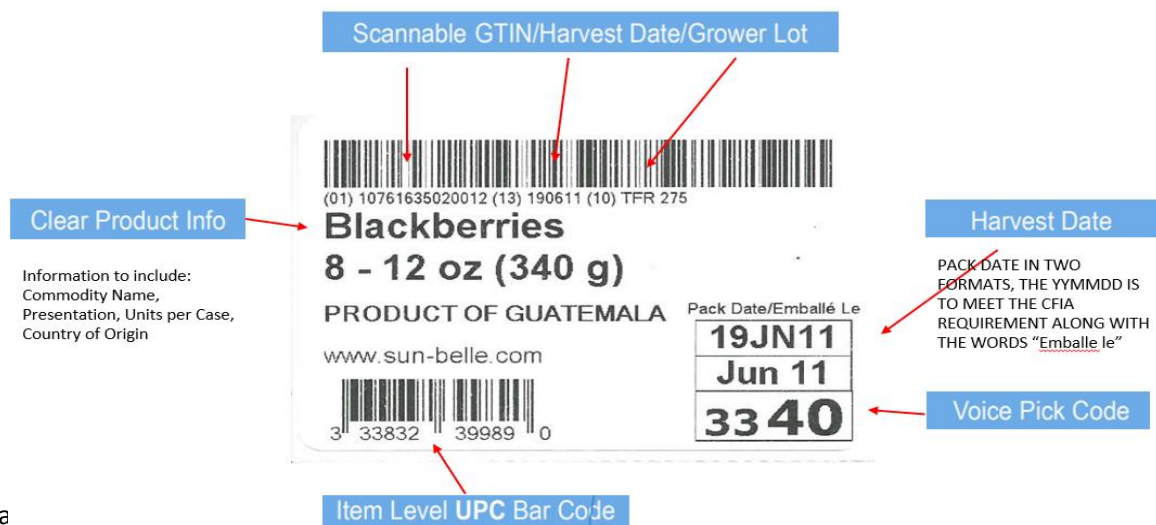 Scannable GTIN/Harvest Date/Grower Lot
(01) 10761635020012 (13) 190611 (10) TFR 275
Clear Product Info
Information to include:
Commodity Name,
Presentation, Units per Case,
Country of Origin
Blackberries
8 - 12 oz (340 g)
PRODUCT OF GUATEMALA
www.sun-belle.com
3 33832 39989 0
Pack Date/Emballé Le
19JN11
Jun 11
3340
Harvest Date
PACK DATE IN TWO
FORMATS, THE YYMMDD IS
TO MEET THE CFIA
REQUIREMENT ALONG WITH
THE WORDS “Emballe le”
Voice Pick Code
Item Level UPC Bar Code